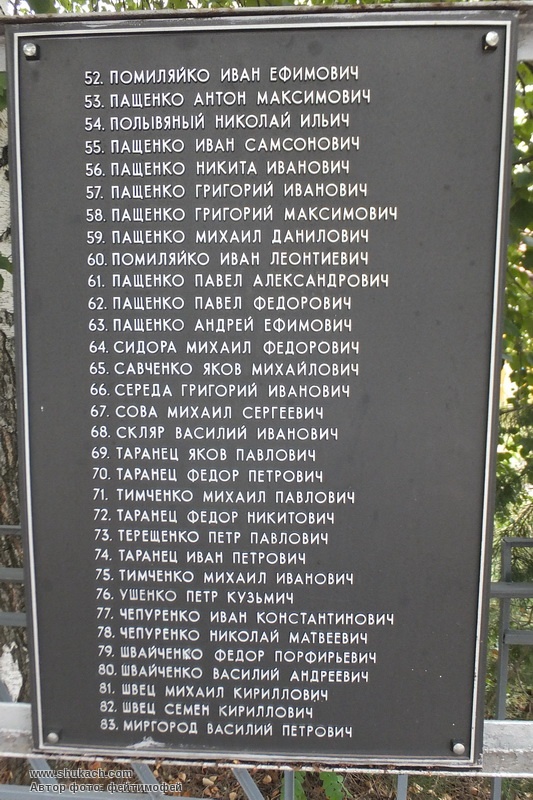 52. ПОМИЛЯЙКО ИВАН ЕФИМОВИЧ
53. ПАЩЕНКО АНТОН МАКСИМОВИЧ
54. ПОЛЫВЯНЫЙ НИКОЛАЙ ИЛЬИЧ
55. ПАЩЕНКО ИВАН САМСОНОВИЧ
56. ПАЩЕНКО НИКИТА ИВАНОВИЧ
57. ПАЩЕНКО ГРИГОРИЙ ИВАНОВИЧ
58. ПАЩЕНКО ГРИГОРИЙ МАКСИМОВИЧ
59. ПАЩЕНКО МИХАИЛ ДАНИЛОВИЧ
60. ПОМИЛЯЙКО ИВАН ЛЕОНТИЕВИЧ
61. ПАЩЕНКО ПАВЕЛ АЛЕКСАНДРОВИЧ
62. ПАЩЕНКО ПАВЕЛ ФЕДОРОВИЧ
63. ПАЩЕНКО АНДРЕЙ ЕФИМОВИЧ
64. СИДОРА МИХАИЛ ФЕДОРОВИЧ
65. САВЧЕНКО ЯКОВ МИХАЙЛОВИЧ
66. СЕРЕДА ГРИГОРИЙ ИВАНОВИЧ
67. СОВА МИХАИЛ СЕРГЕЕВИЧ
68. СКЛЯР ВАСИЛИЙ ИВАНОВИЧ
69. ТАРАНЕЦ ЯКОВ ПАВЛОВИЧ
70. ТАРАНЕЦ ФЕДОР ПЕТРОВИЧ
71. ТИМЧЕНКО МИХАИЛ ПАВЛОВИЧ
72. ТАРАНЕЦ ФЕДОР НИКИТОВИЧ
73. ТЕРЕЩЕНКО ПЕТР ПАВЛОВИЧ
74. ТАРАНЕЦ ИВАН ПЕТРОВИЧ
75. ТИМЧЕНКО МИХАИЛ ИВАНОВИЧ
76. УШЕНКО ПЕТР КУЗЬМИЧ
77. ЧЕПУРЕНКО ИВАН КОНСТАНТИНОВИЧ
78. ЧЕПУРЕНКО НИКОЛАЙ МАТВЕЕВИЧ
79. ШВАЙЧЕНКО ФЕДОР ПОРФИРЬЕВИЧ
80. ШВАЙЧЕНКО ВАСИЛИЙ АНДРЕЕВИЧ
81. ШВЕЦ МИХАИЛ КИРИЛЛОВИЧ
82. ШВЕЦ СЕМЕН КИРИЛЛОВИЧ
83. МИРГОРОД ВАСИЛИЙ ПЕТРОВИЧ
www.shukach.com
Автор фото: фейтимофей